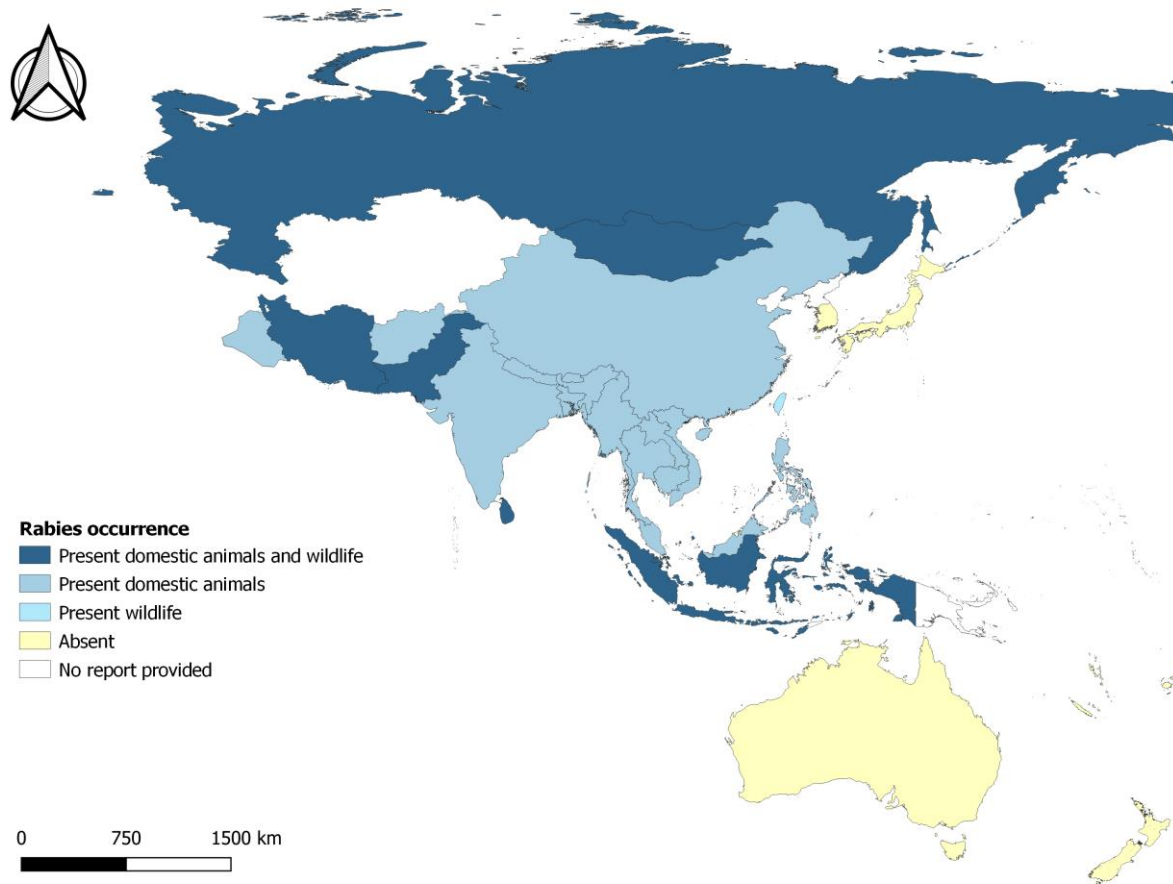 Rabies occurrence
Present domestic animals and wildlife
Present domestic animals
Present wildlife
Absent
No report provided
0 750 1500 km